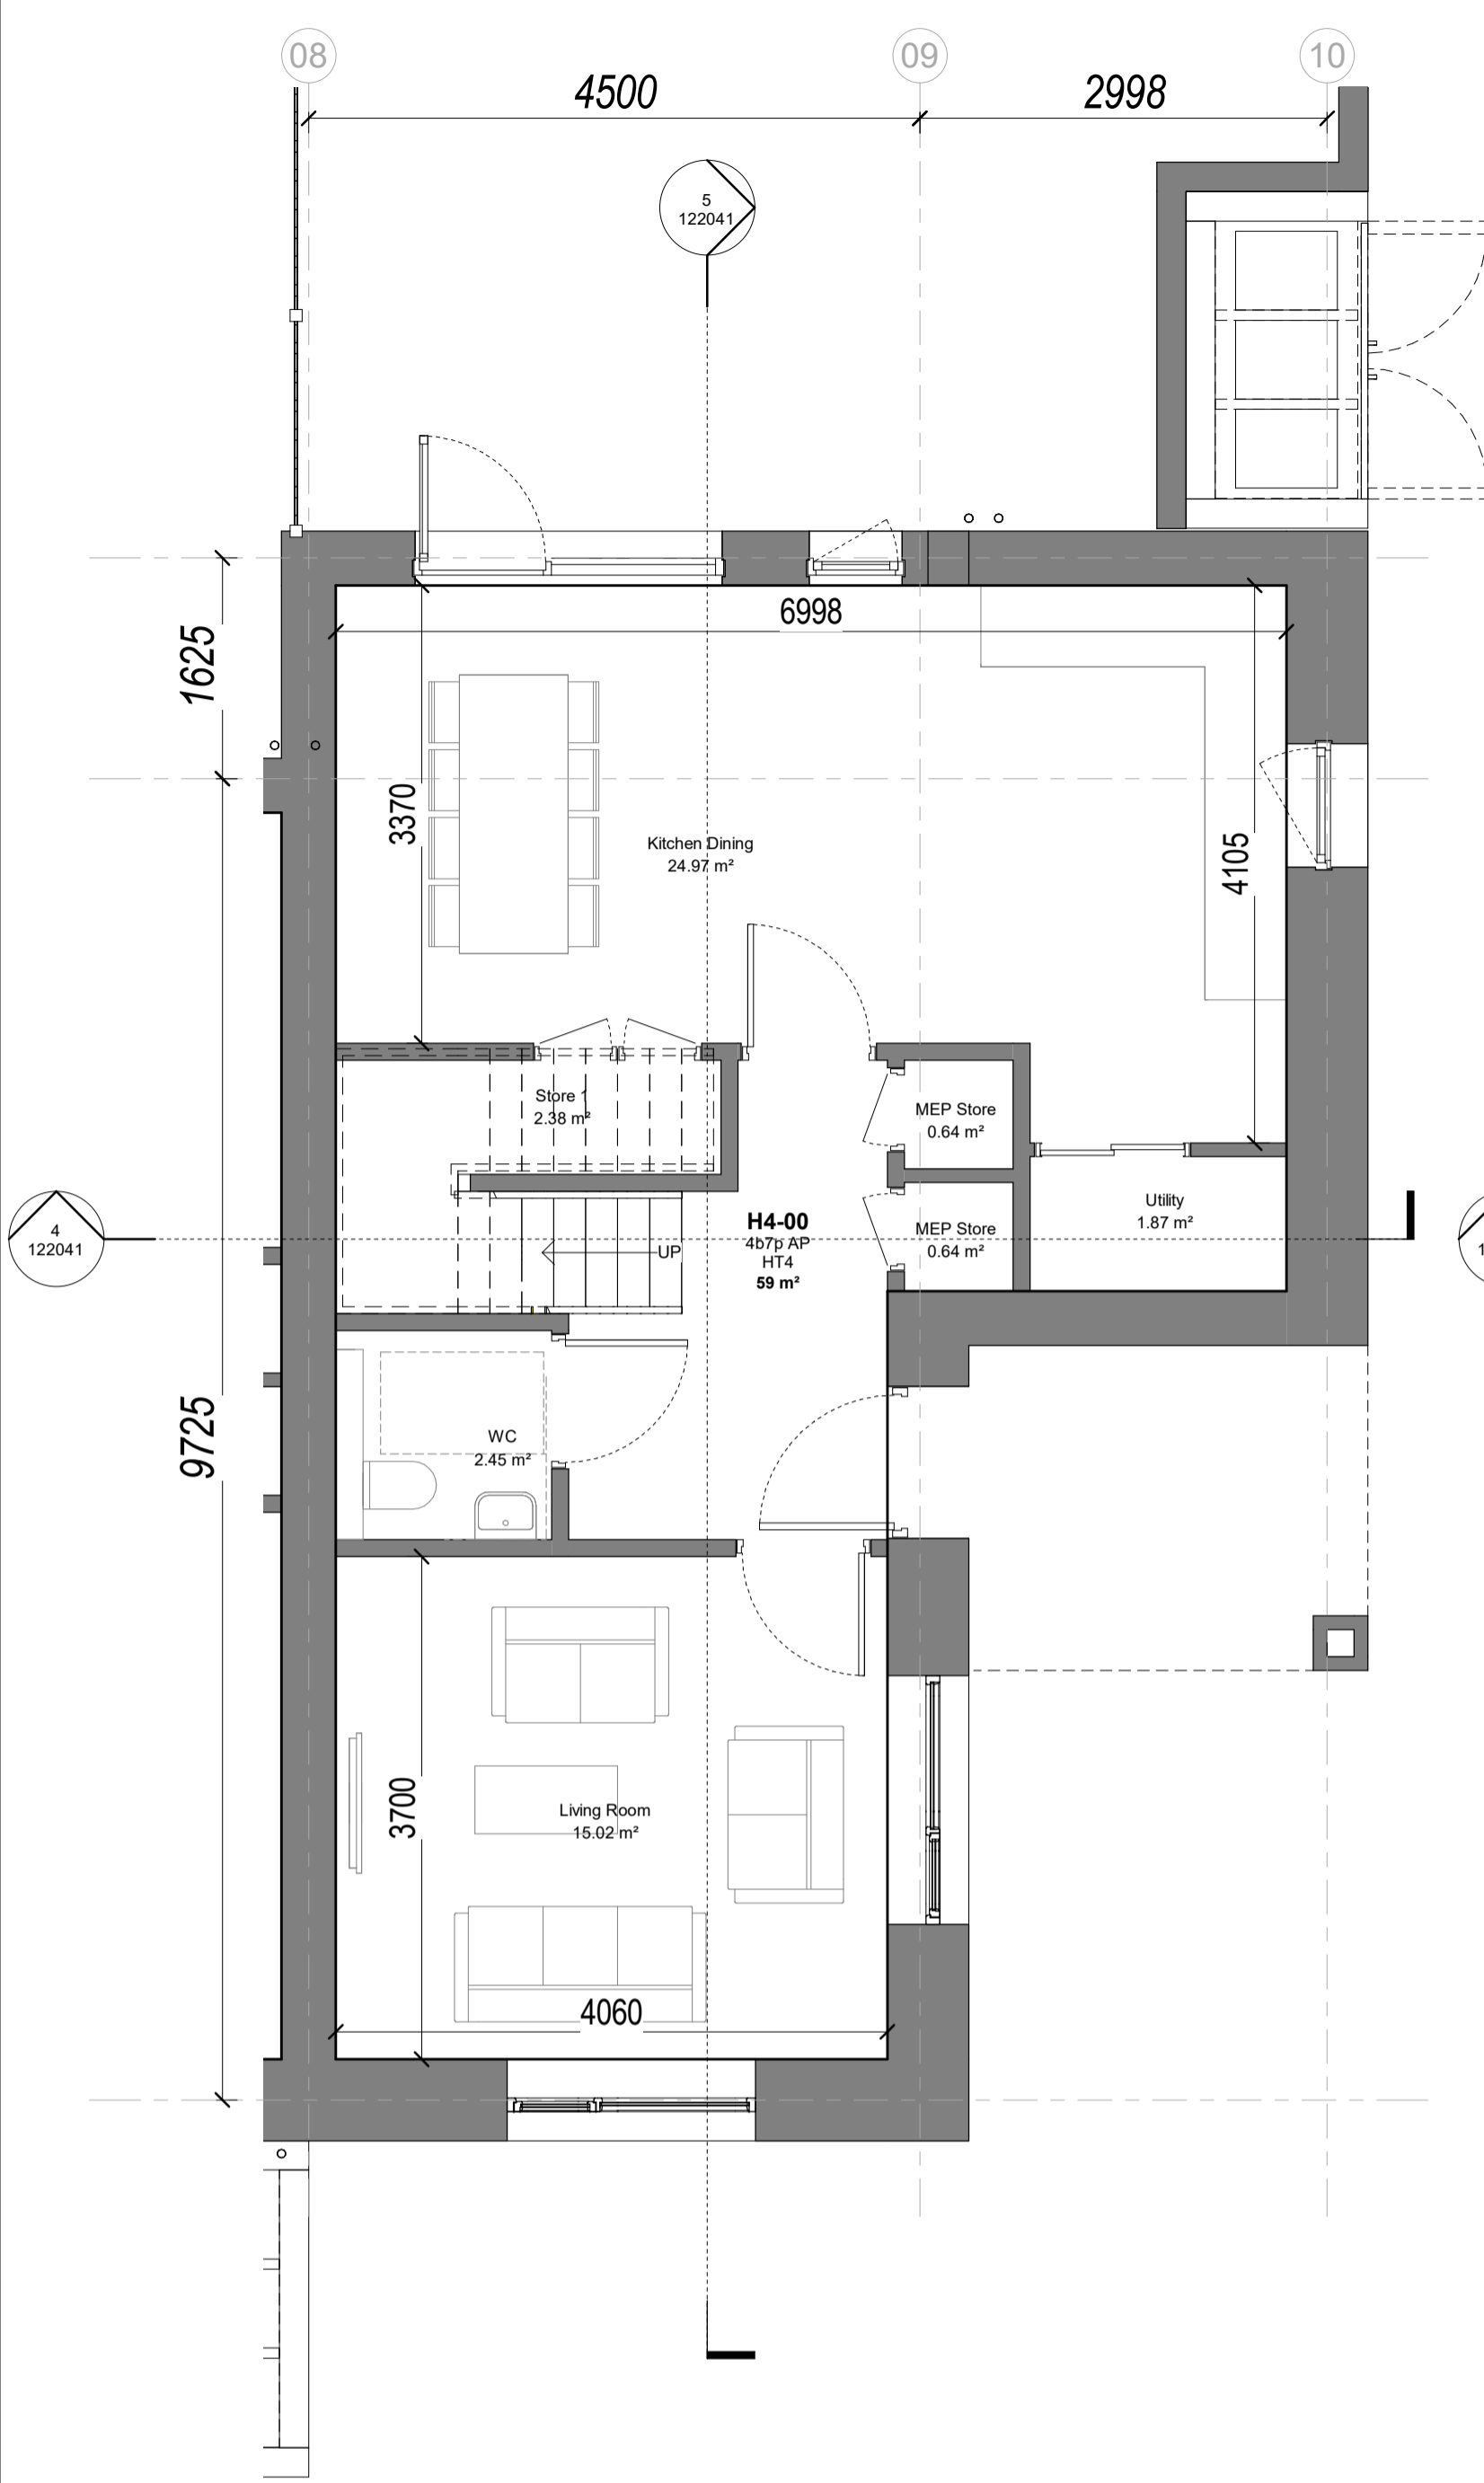 08
09
10
4500
2998
5
122041
1625
6998
3370
4105
Kitchen Dining
24.97 m²
Store 1
2.38 m²
MEP Store
0.64 m²
Utility
1.87 m²
4
122041
UP
H4-00
4b7p AP
HT4
59 m²
MEP Store
0.64 m²
1
9725
WC
2.45 m²
3700
Living Room
15.02 m²
4060